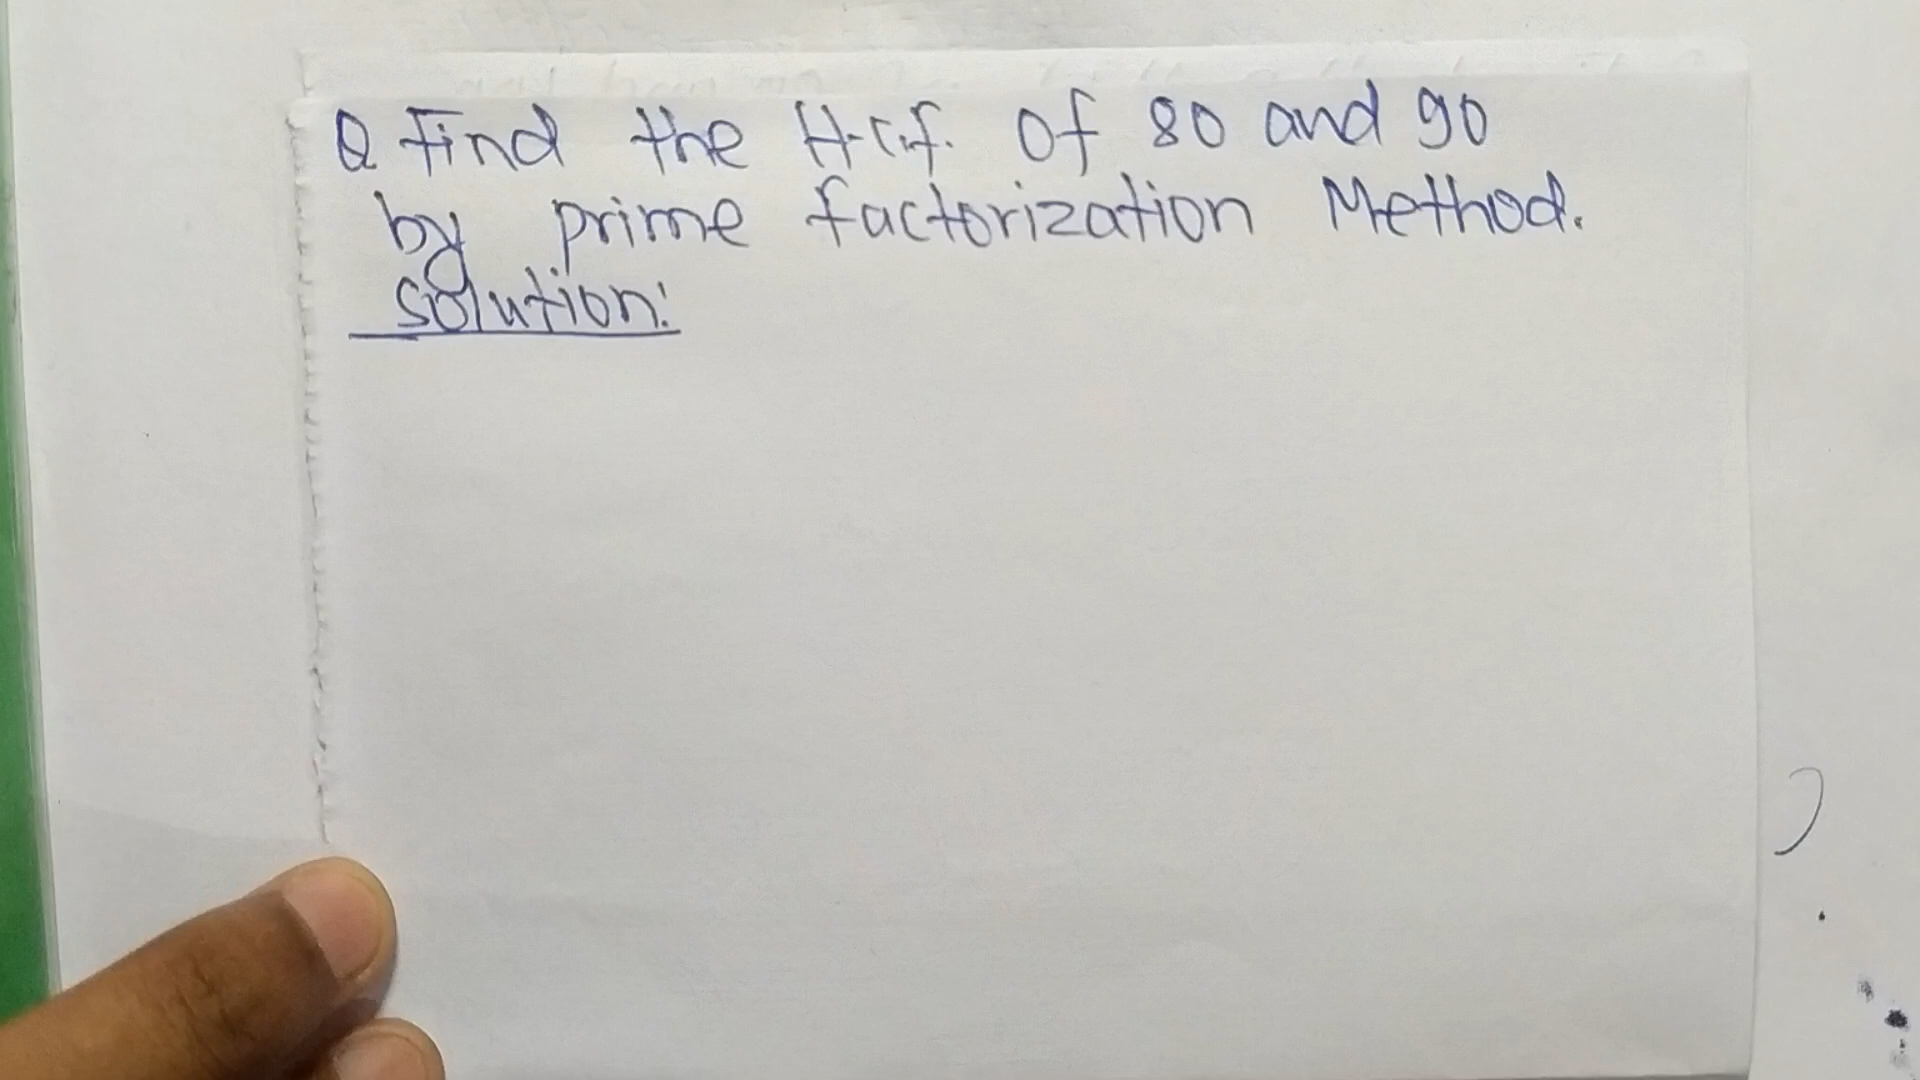 Q Find the H.C.f. Of 80 and 90
by prime factorization Method.
Solution: